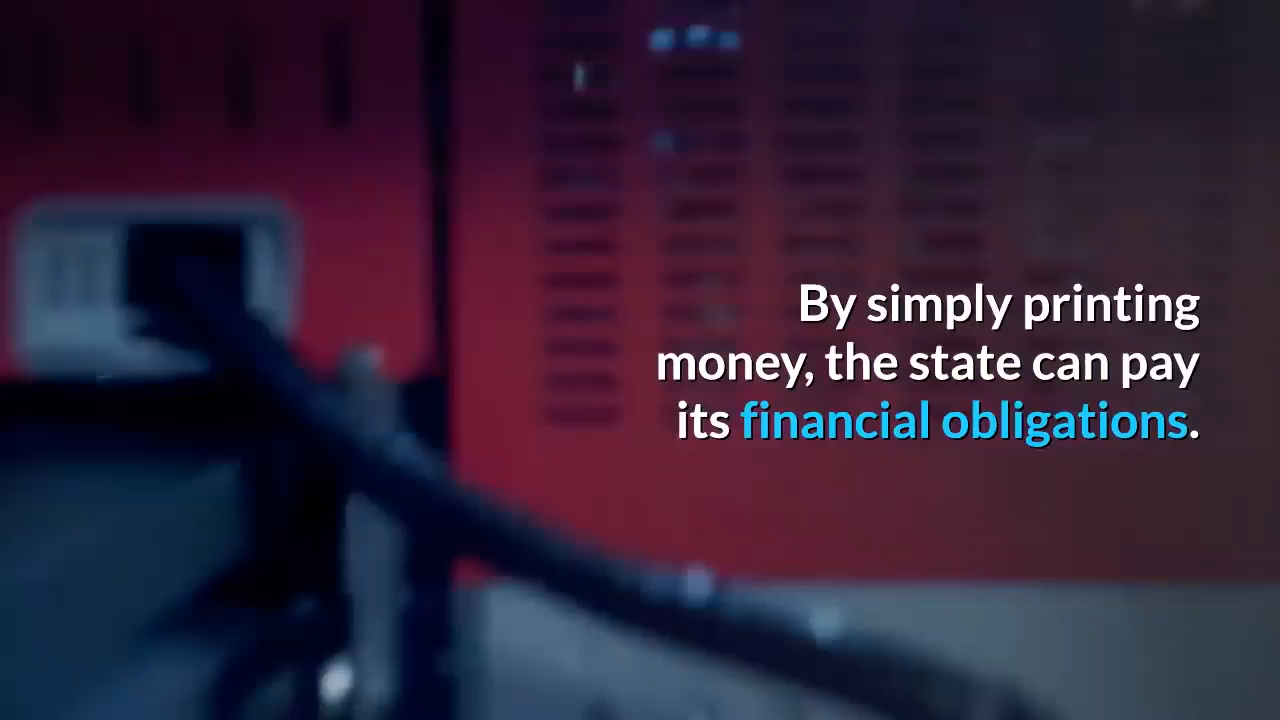 By simply printing
money, the state can pay
its financial obligations.